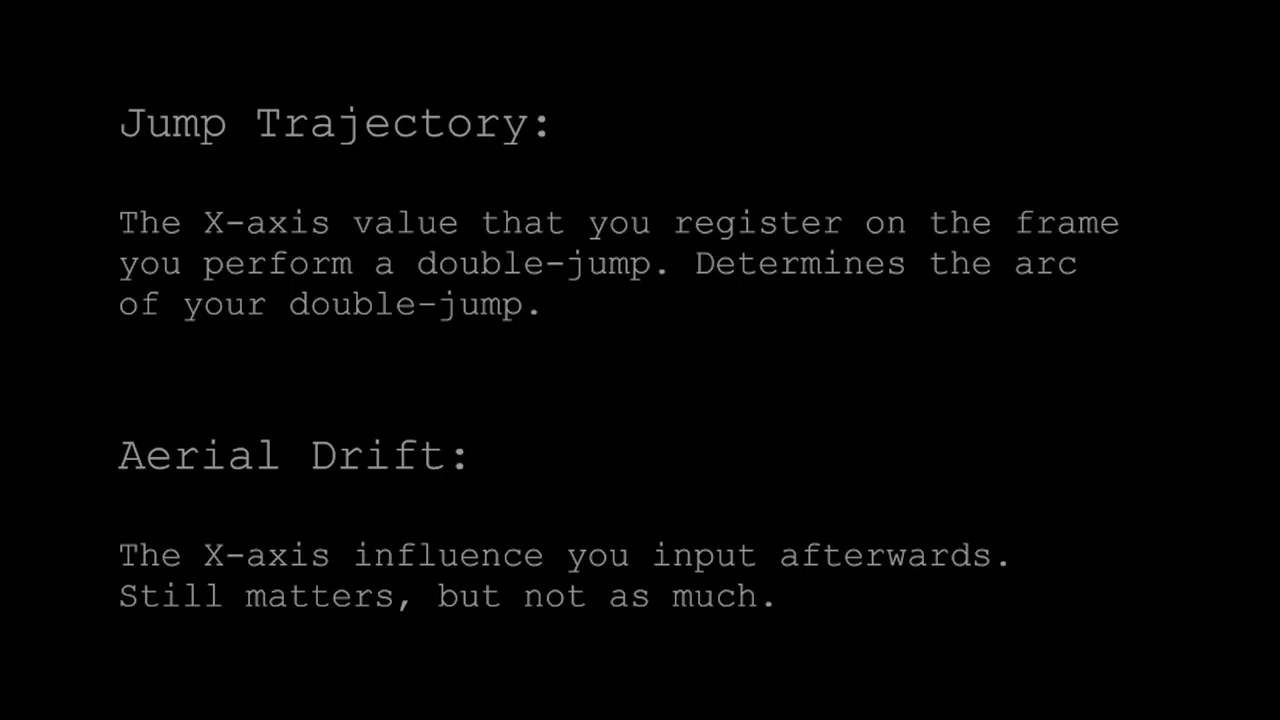 Jump Trajectory:
The X-axis value that you register on the frame
you perform a double-jump. Determines the arc
of your double-jump.
Aerial Drift:
The X-axis influence you input afterwards.
Still matters, but not as much.